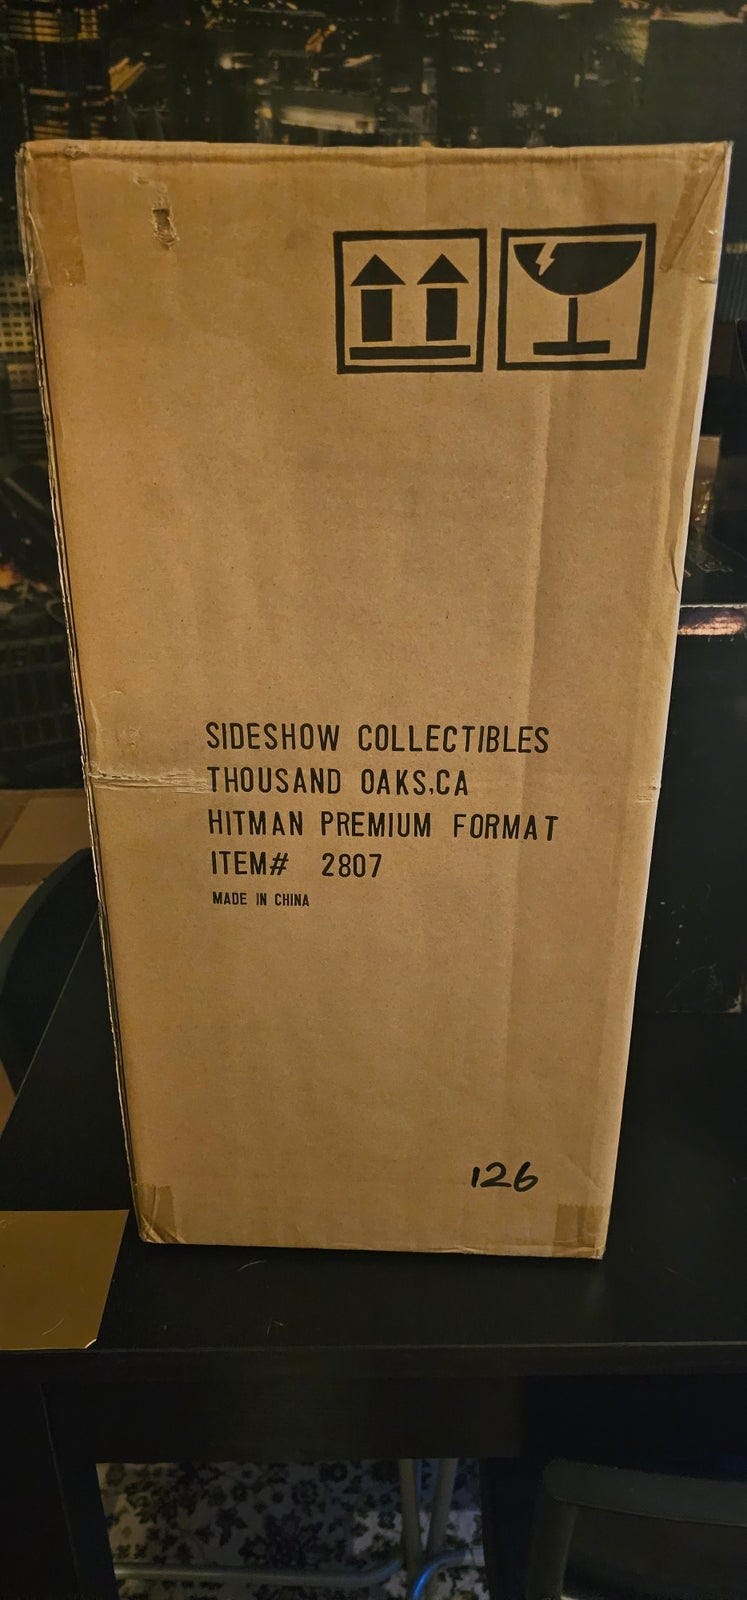 SIDESHOW COLLECTIBLES
THOUSAND OAKS,CA
HITMAN PREMIUM FORMAT
ITEM# 2807
MADE IN CHINA
126